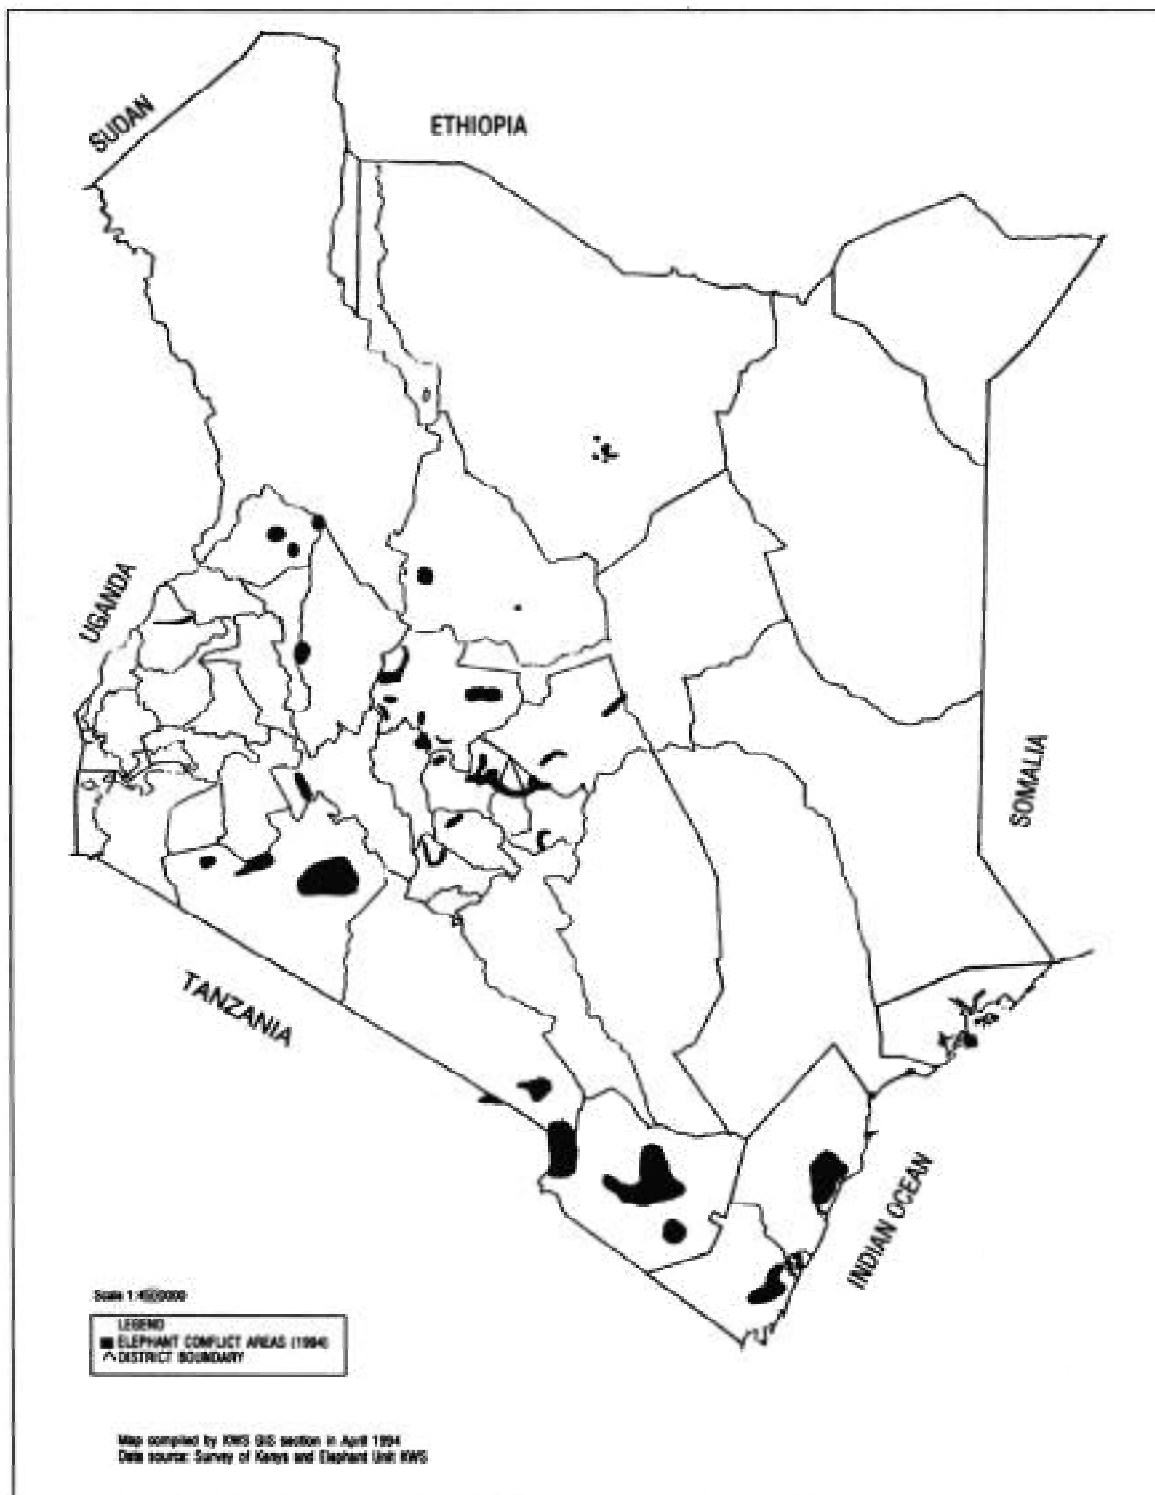 SUDAN
ETHIOPIA
UGANDA
SOMALIA
TANZANIA
INDIAN OCEAN
Scale
LEGEND
ELEPHANT CONFLICT AREAS (1994)
DISTRICT BOUNDARY
Map compiled by KWS GIS section in April 1994
Data source: Survey of Kenya and Elephant Unit KWS